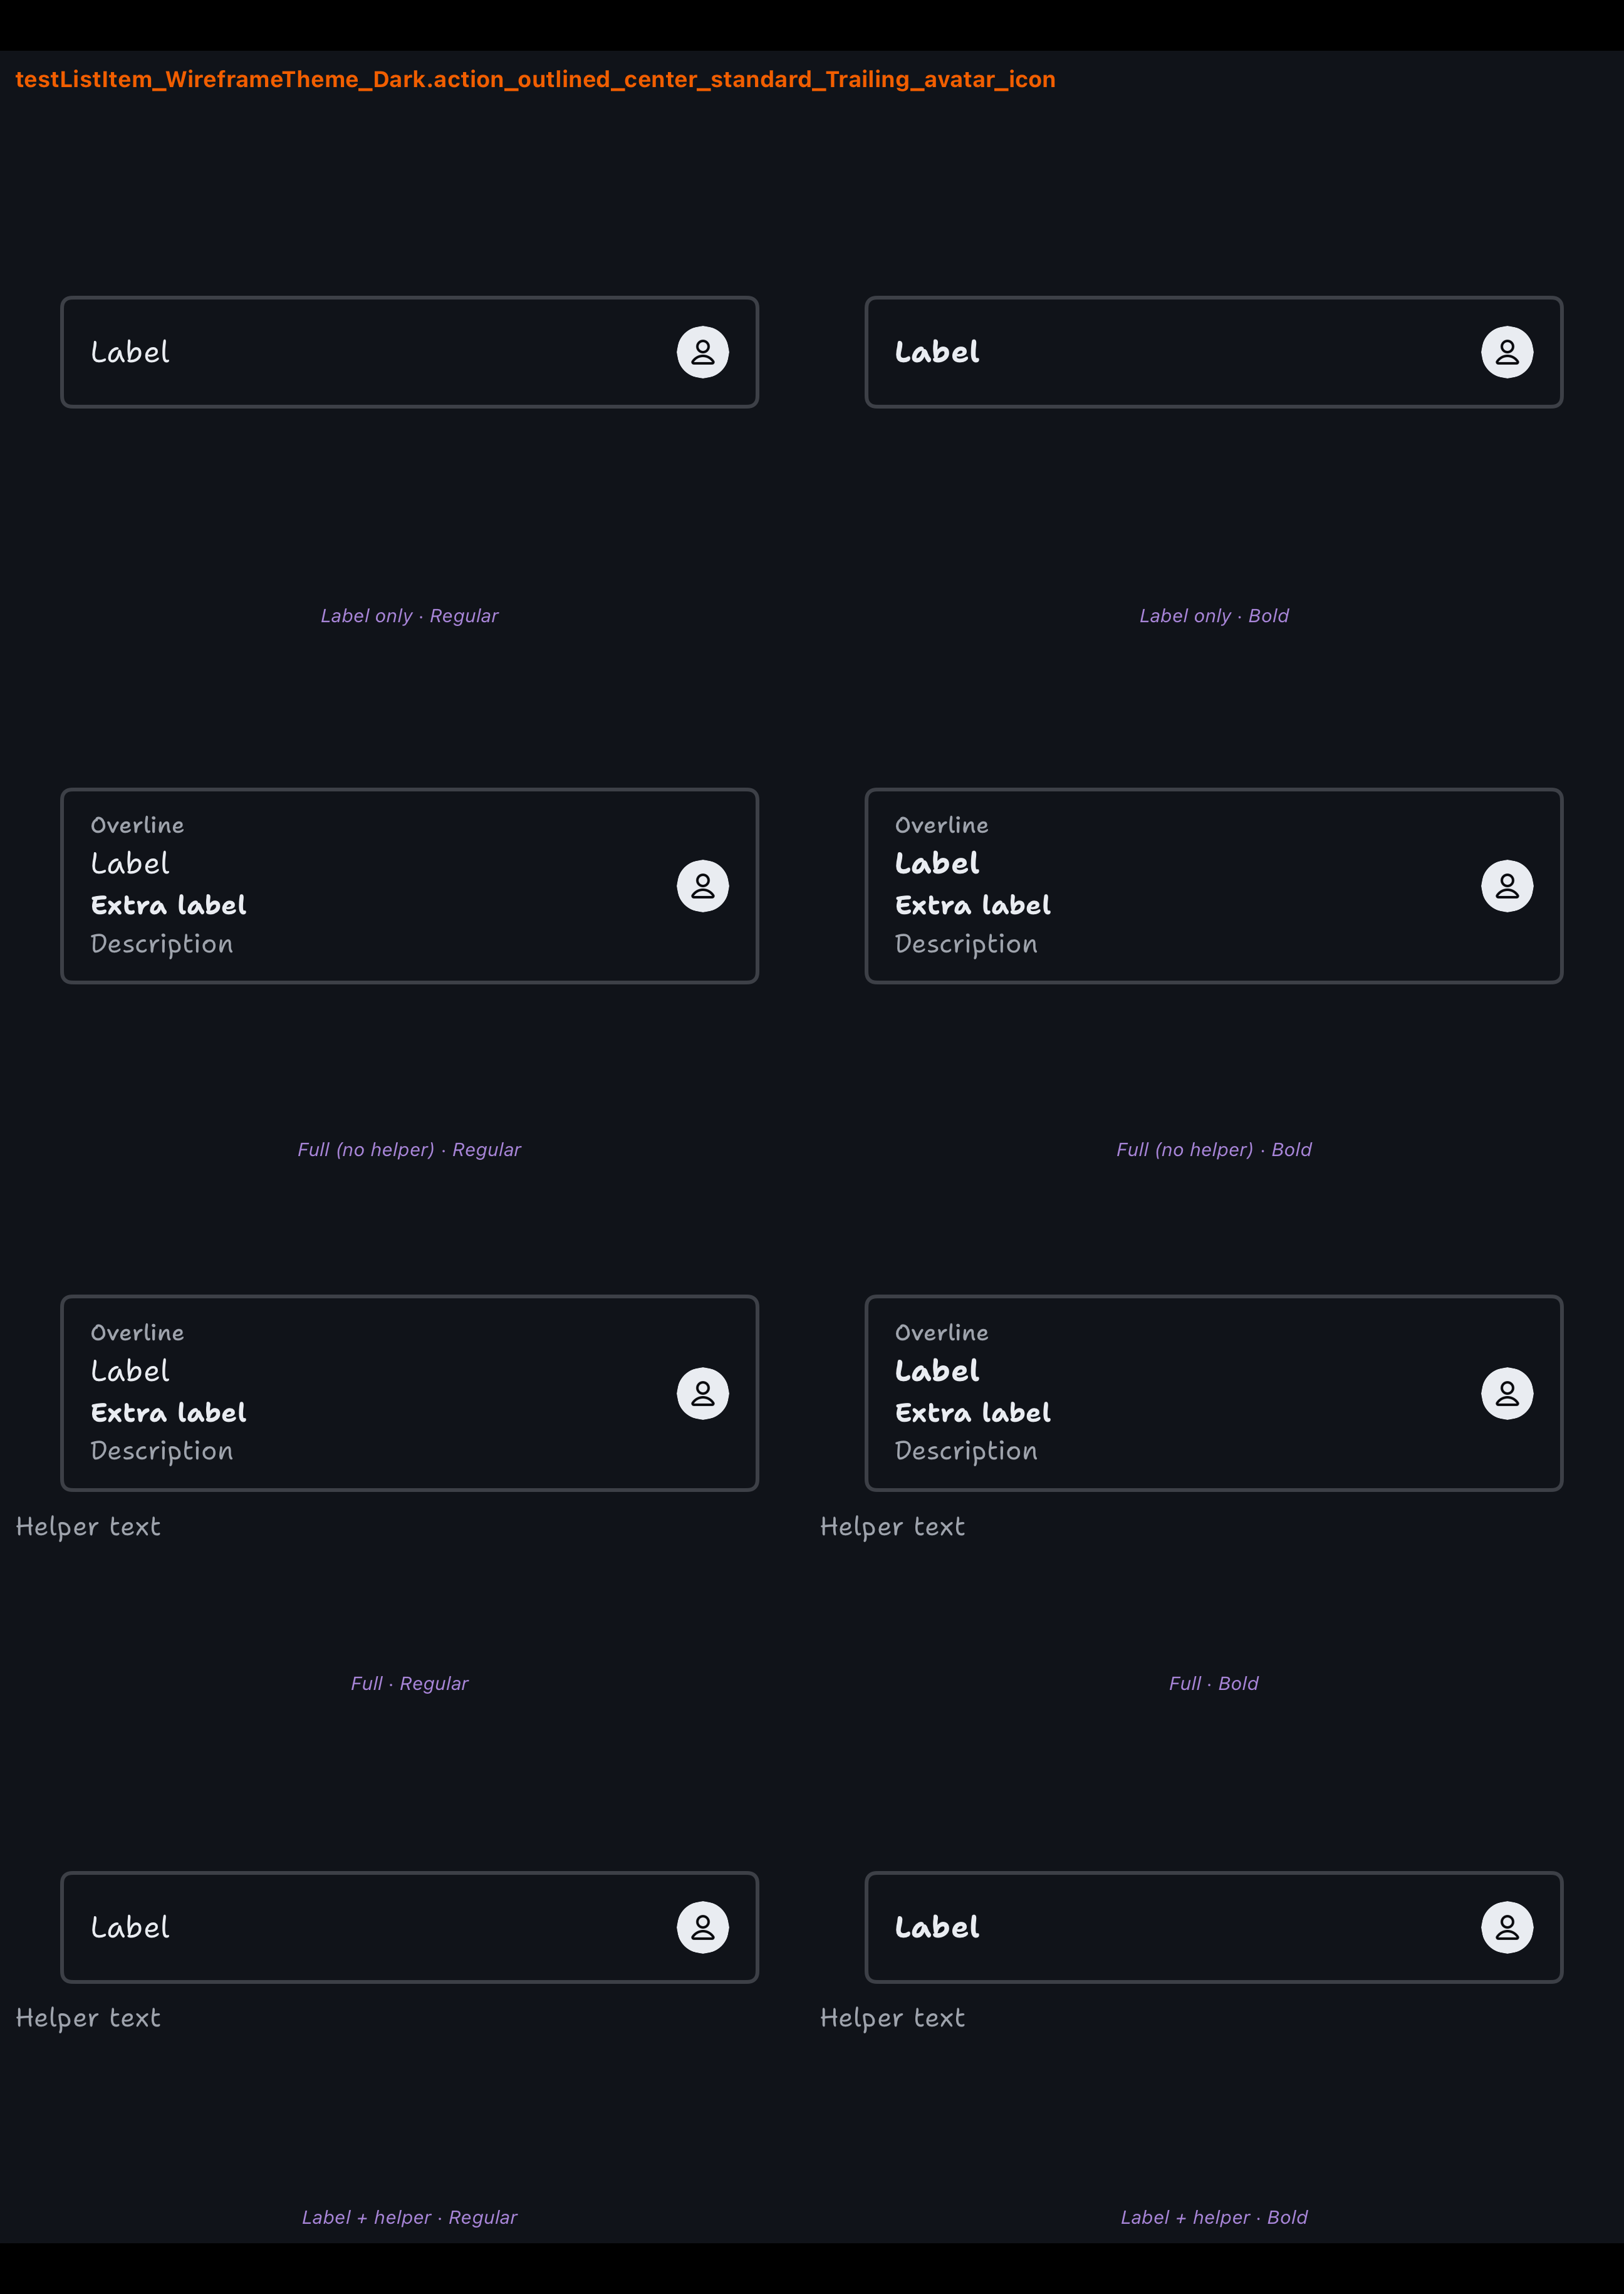 testListItem_WireframeTheme_Dark.action_outlined_center_standard_Trailing_avatar_icon
Label
Label
Label only · Regular
Label only · Bold
Overline
Label
Extra label
Description
Overline
Label
Extra label
Description
Full (no helper) · Regular
Full (no helper) · Bold
Overline
Label
Extra label
Description
Helper text
Overline
Label
Extra label
Description
Helper text
Full · Regular
Full · Bold
Label
Helper text
Label
Helper text
Label + helper · Regular
Label + helper · Bold